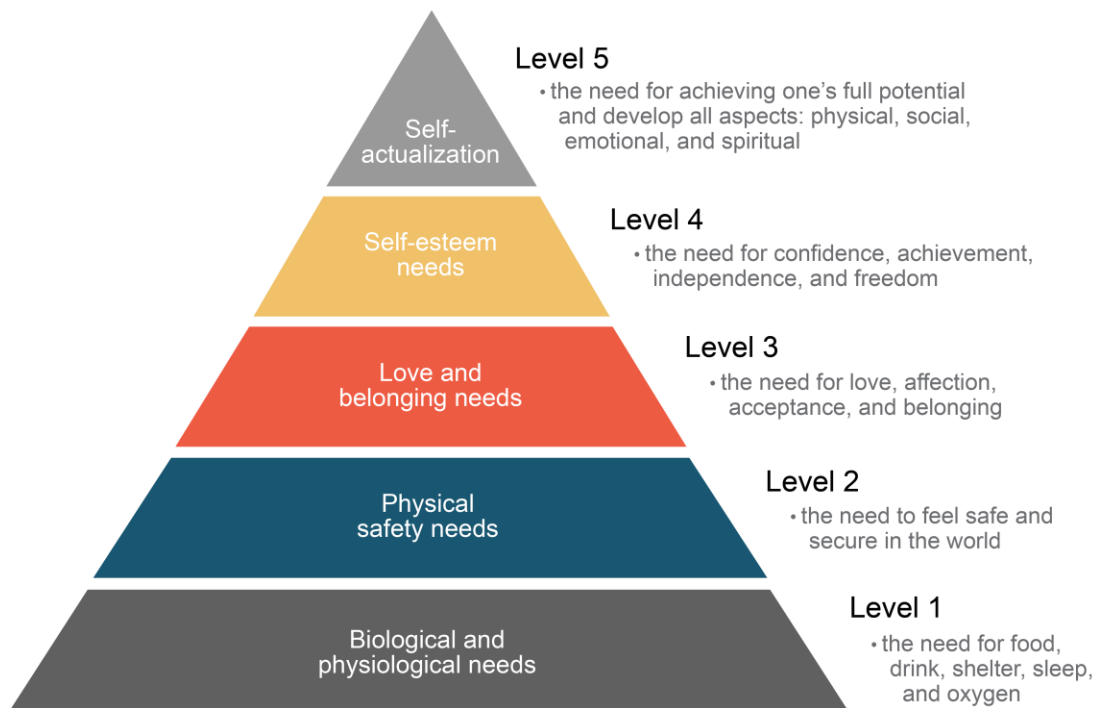 Level 5
• the need for achieving one's full potential
and develop all aspects: physical, social,
emotional, and spiritual
Self-
actualization
Level 4
• the need for confidence, achievement,
independence, and freedom
Self-esteem
needs
Level 3
• the need for love, affection,
acceptance, and belonging
Love and
belonging needs
Level 2
• the need to feel safe and
secure in the world
Physical
safety needs
Level 1
• the need for food,
drink, shelter, sleep,
and oxygen
Biological and
physiological needs